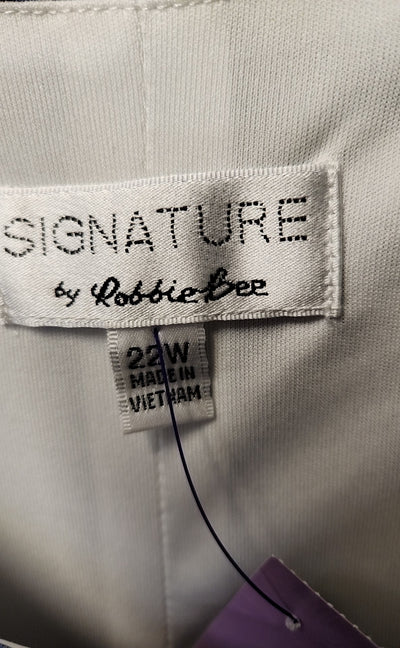 SIGNATURE
by Robbie Bee
22W
MADE IN
VIETNAM